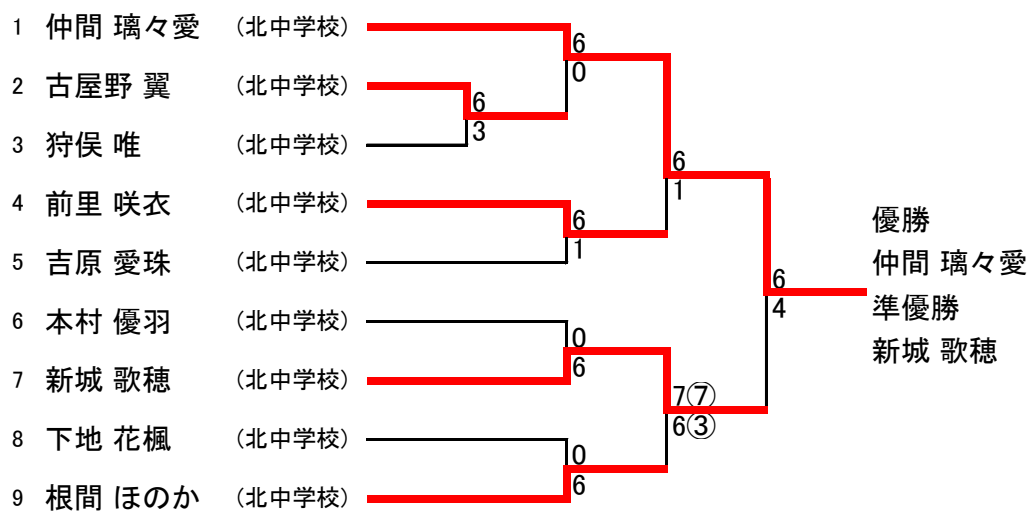 1 仲間 璃々愛 (北中学校)
6
0
2 古屋野 翼 (北中学校)
6
3
3 狩俣 唯 (北中学校)
6
1
4 前里 咲衣 (北中学校)
6
1
5 吉原 愛珠 (北中学校)
優勝
仲間 璃々愛
6
4
準優勝
新城 歌穂
6 本村 優羽 (北中学校)
0
6
7 新城 歌穂 (北中学校)
7⑦
6③
8 下地 花楓 (北中学校)
0
6
9 根間 ほのか (北中学校)